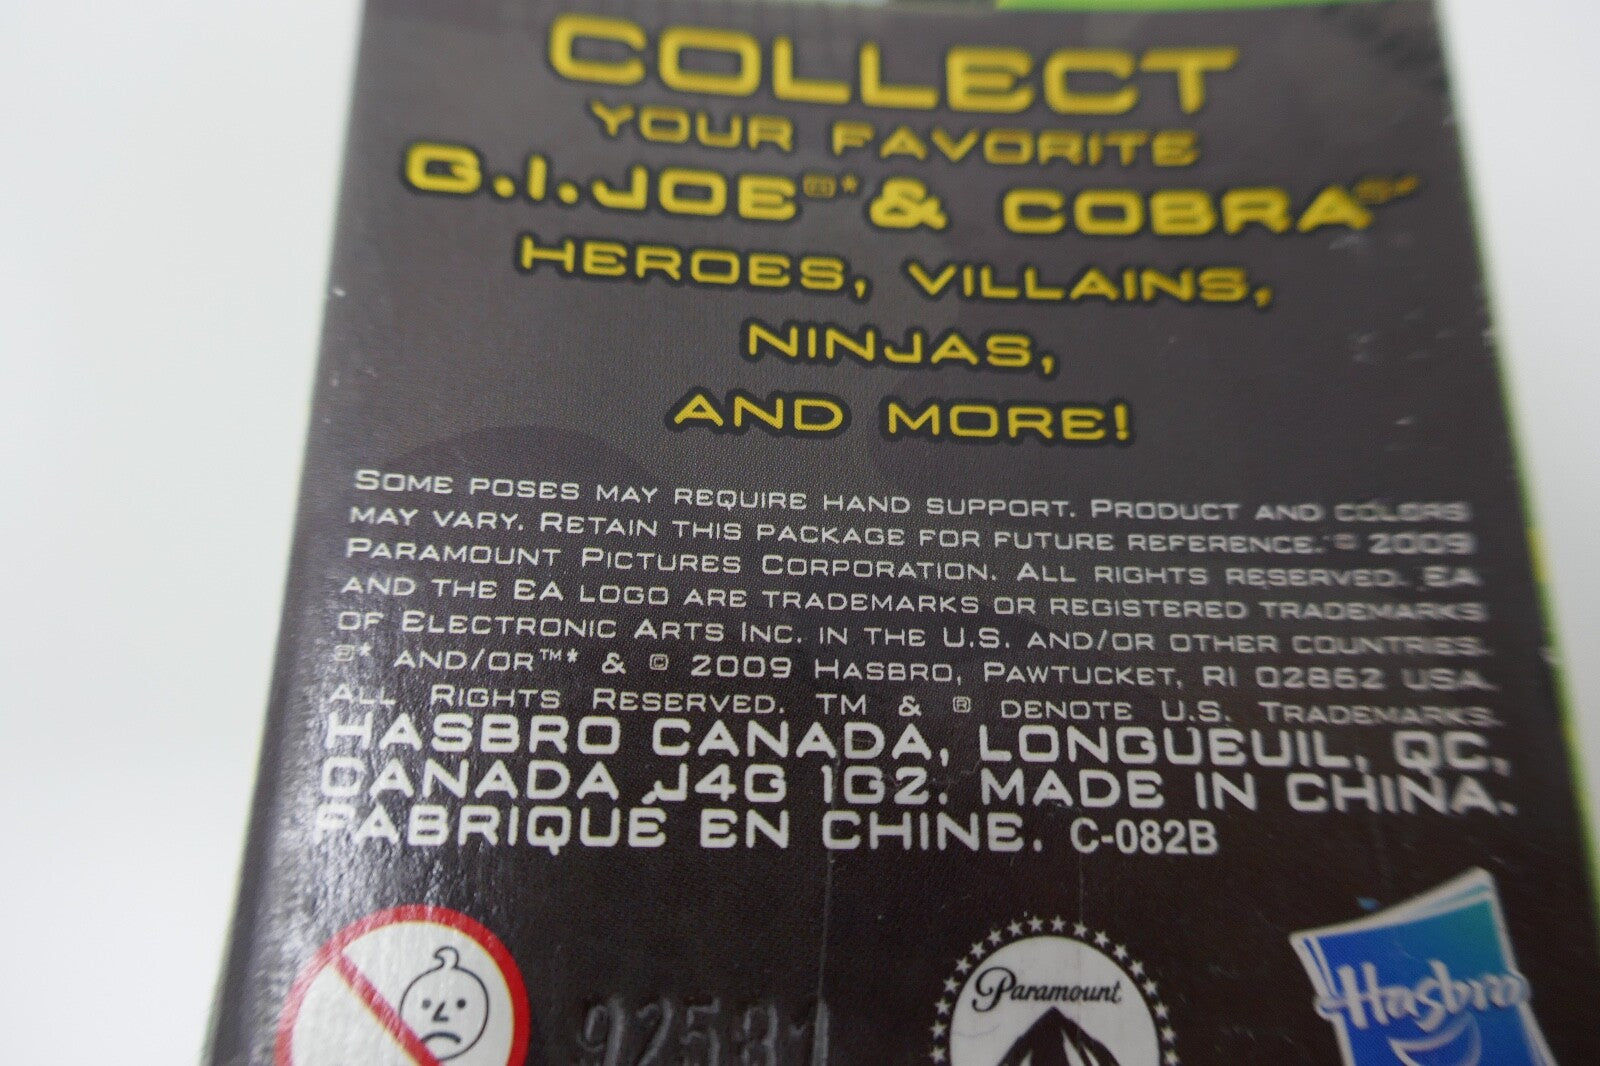 COLLECT
YOUR FAVORITE
G.I.JOE®* & COBRA®*
HEROES, VILLAINS,
NINJAS,
AND MORE!
SOME POSES MAY REQUIRE HAND SUPPORT. PRODUCT AND COLORS
MAY VARY. RETAIN THIS PACKAGE FOR FUTURE REFERENCE. © 2009
PARAMOUNT PICTURES CORPORATION. ALL RIGHTS RESERVED. EA
AND THE EA LOGO ARE TRADEMARKS OR REGISTERED TRADEMARKS
OF ELECTRONIC ARTS INC. IN THE U.S. AND/OR OTHER COUNTRIES.
®* AND/OR™* & © 2009 HASBRO, PAWTUCKET, RI 02862 USA.
ALL RIGHTS RESERVED. TM & ® DENOTE U.S. TRADEMARKS.
HASBRO CANADA, LONGUEUIL, QC,
CANADA J4G 1G2. MADE IN CHINA.
FABRIQUÉ EN CHINE. C-082B
92531
Paramount
Hasbro